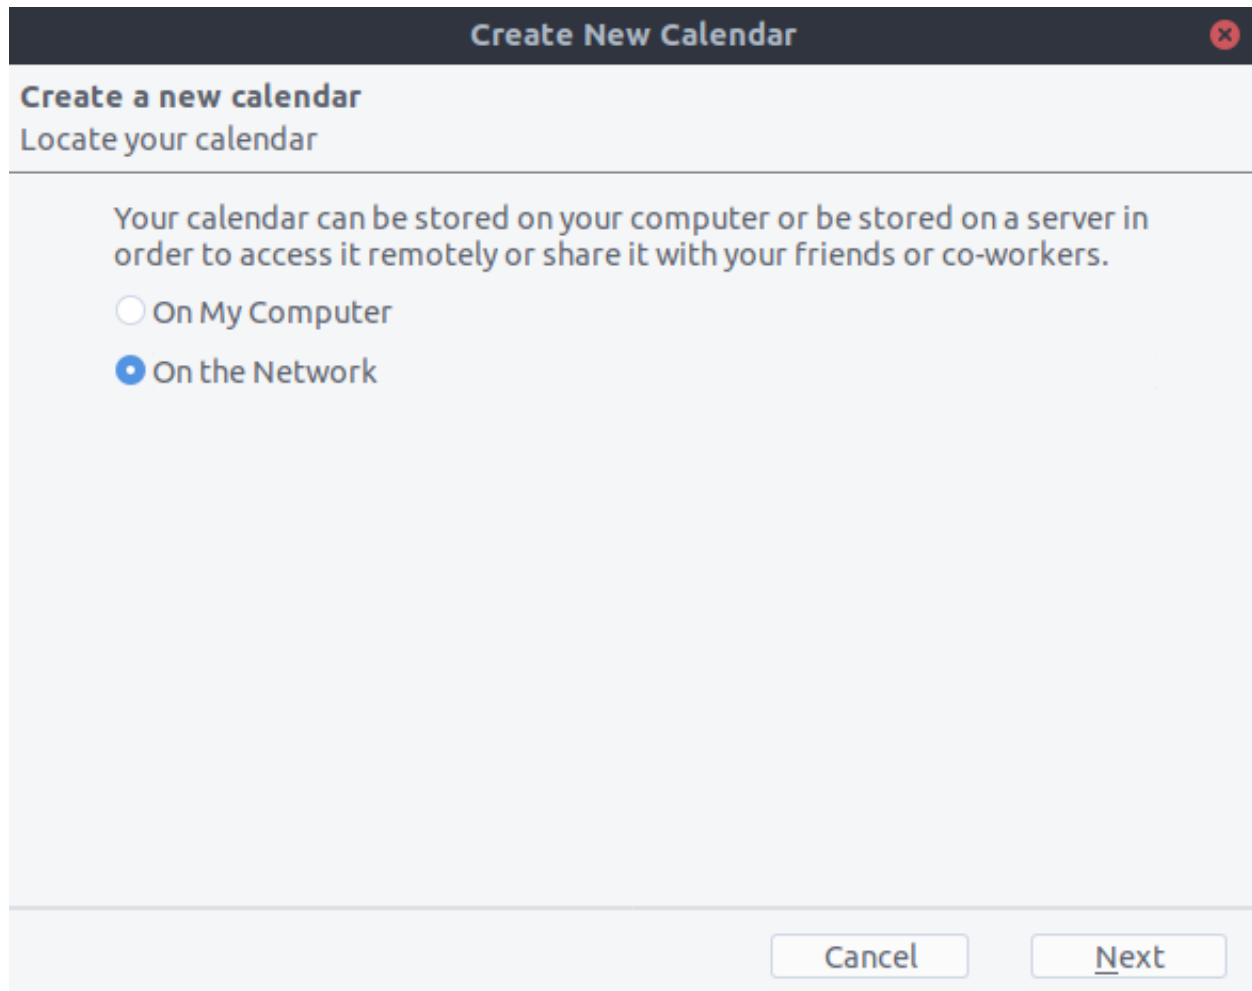 Create New Calendar
Create a new calendar
Locate your calendar
Your calendar can be stored on your computer or be stored on a server in
order to access it remotely or share it with your friends or co-workers.
On My Computer
On the Network
Cancel
Next